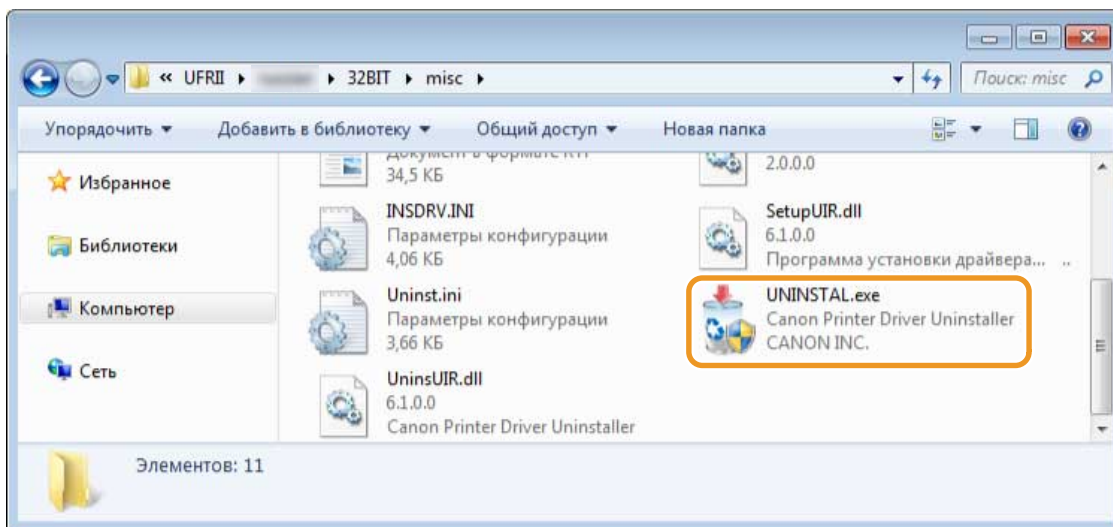 « UFRII ▸ ▸ 32BIT ▸ misc ▸
Поиск: misc
Упорядочить ▾ Добавить в библиотеку ▾ Общий доступ ▾ Новая папка
Избранное
Библиотеки
Компьютер
Сеть
Документ в формате RTF
34,5 КБ
2.0.0.0
INSDRV.INI
Параметры конфигурации
4,06 КБ
SetupUIR.dll
6.1.0.0
Программа установки драйвера... ..
Uninst.ini
Параметры конфигурации
3,66 КБ
UNINSTAL.exe
Canon Printer Driver Uninstaller
CANON INC.
UninsUIR.dll
6.1.0.0
Canon Printer Driver Uninstaller
Элементов: 11